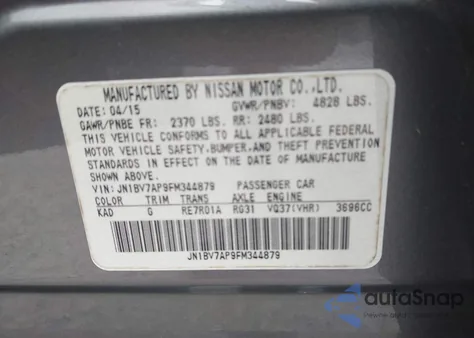 MANUFACTURED BY NISSAN MOTOR CO.,LTD.
DATE: 04/15 GVWR/PNBV: 4828 LBS.
GAWR/PNBE FR: 2370 LBS. RR: 2480 LBS.
THIS VEHICLE CONFORMS TO ALL APPLICABLE FEDERAL
MOTOR VEHICLE SAFETY,BUMPER,AND THEFT PREVENTION
STANDARDS IN EFFECT ON THE DATE OF MANUFACTURE
SHOWN ABOVE.
VIN: JN1BV7AP9FM344879 PASSENGER CAR
COLOR TRIM TRANS AXLE ENGINE
KAD G RE7R01A RG31 VQ37(VHR) 3696CC
JN1BV7AP9FM344879
autoSnap